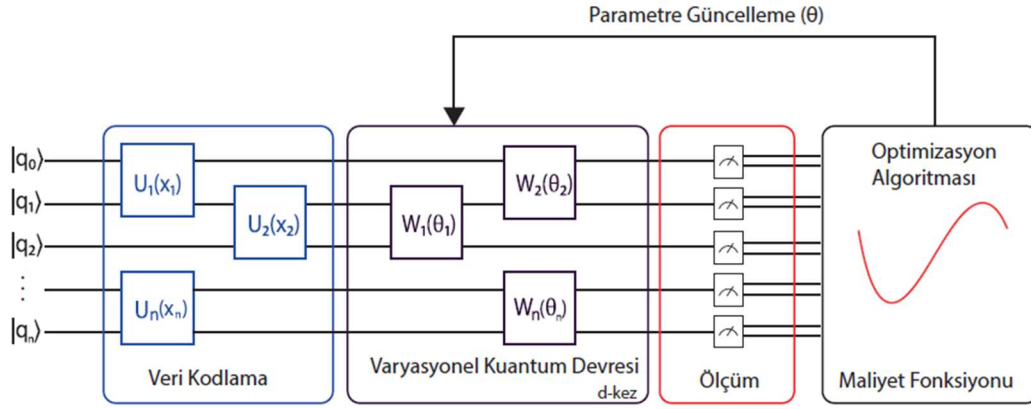 Parametre Güncelleme (θ)
|q₀⟩
|q₁⟩
|q₂⟩
⋮
|qₙ⟩
U₁(x₁)
U₂(x₂)
Uₙ(xₙ)
Veri Kodlama
W₁(θ₁)
W₂(θ₂)
Wₙ(θₙ)
Varyasyonel Kuantum Devresi
d-kez
Ölçüm
Optimizasyon
Algoritması
Maliyet Fonksiyonu